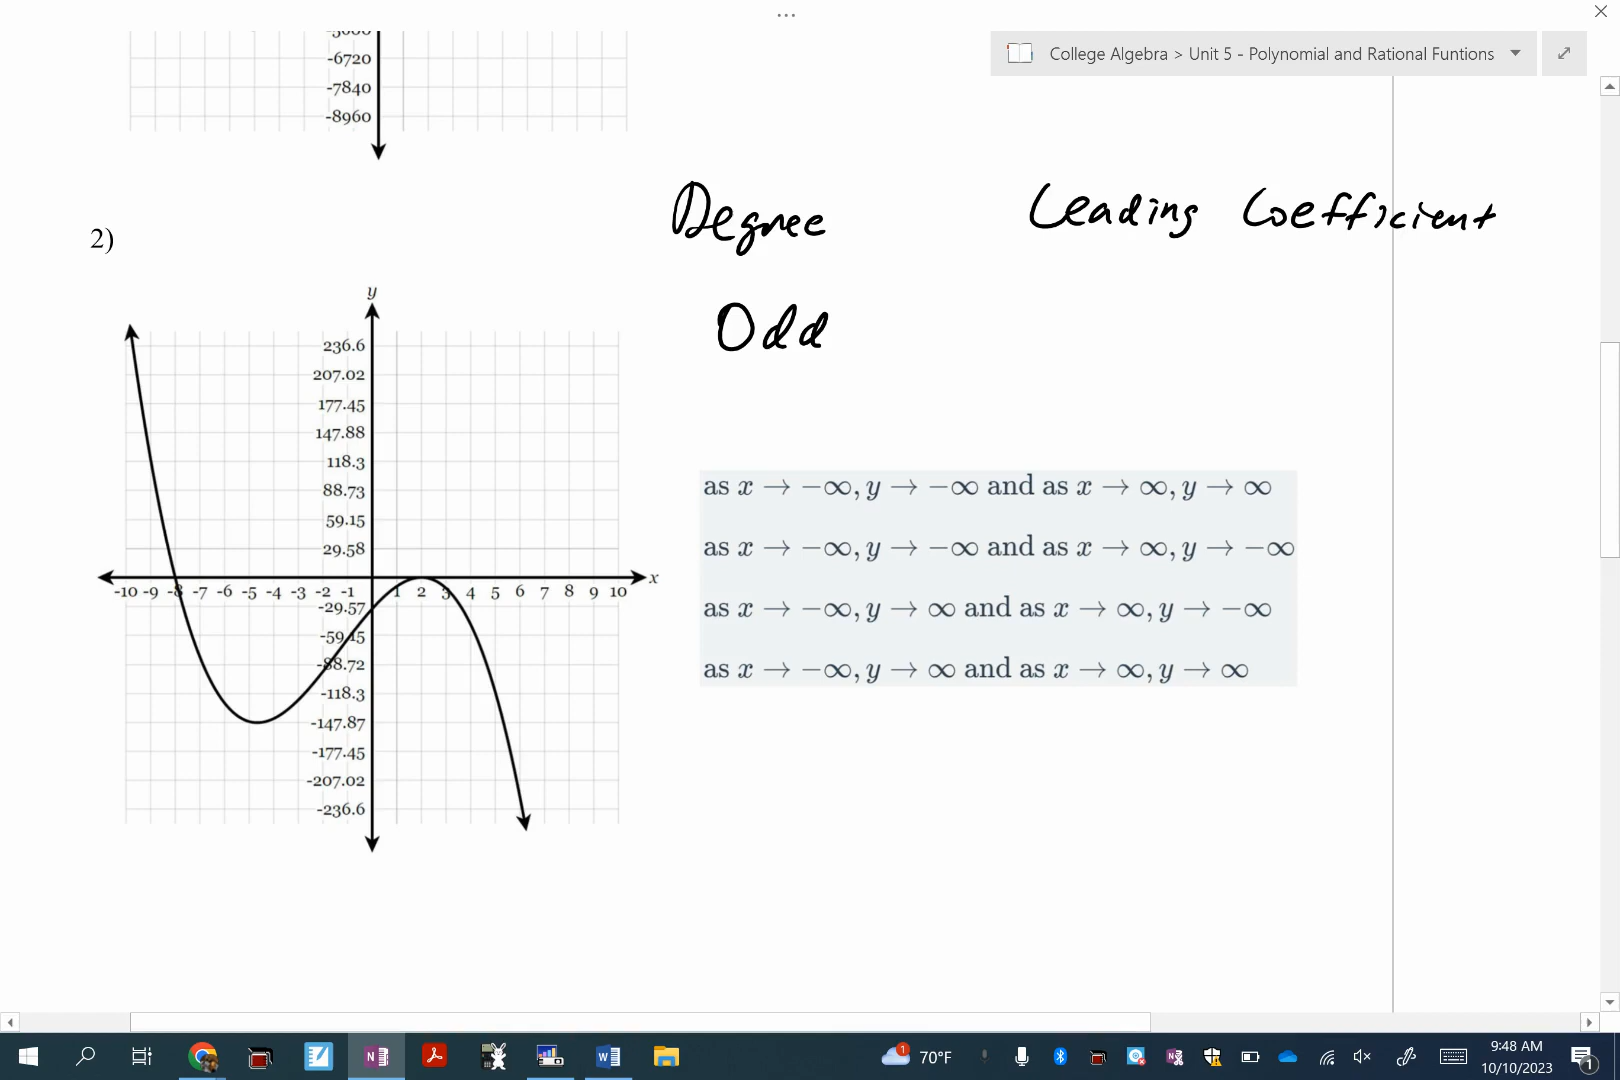 College Algebra > Unit 5 - Polynomial and Rational Funtions
-6720
-7840
-8960
Degree Leading Coefficient
2)
Odd
y
236.6
207.02
177.45
147.88
118.3
88.73
59.15
29.58
x
-10 -9 -8 -7 -6 -5 -4 -3 -2 -1 1 2 3 4 5 6 7 8 9 10
-29.57
-59.15
-88.72
-118.3
-147.87
-177.45
-207.02
-236.6
as x → −∞, y → −∞ and as x → ∞, y → ∞
as x → −∞, y → −∞ and as x → ∞, y → −∞
as x → −∞, y → ∞ and as x → ∞, y → −∞
as x → −∞, y → ∞ and as x → ∞, y → ∞
1 70°F
9:48 AM
10/10/2023
1